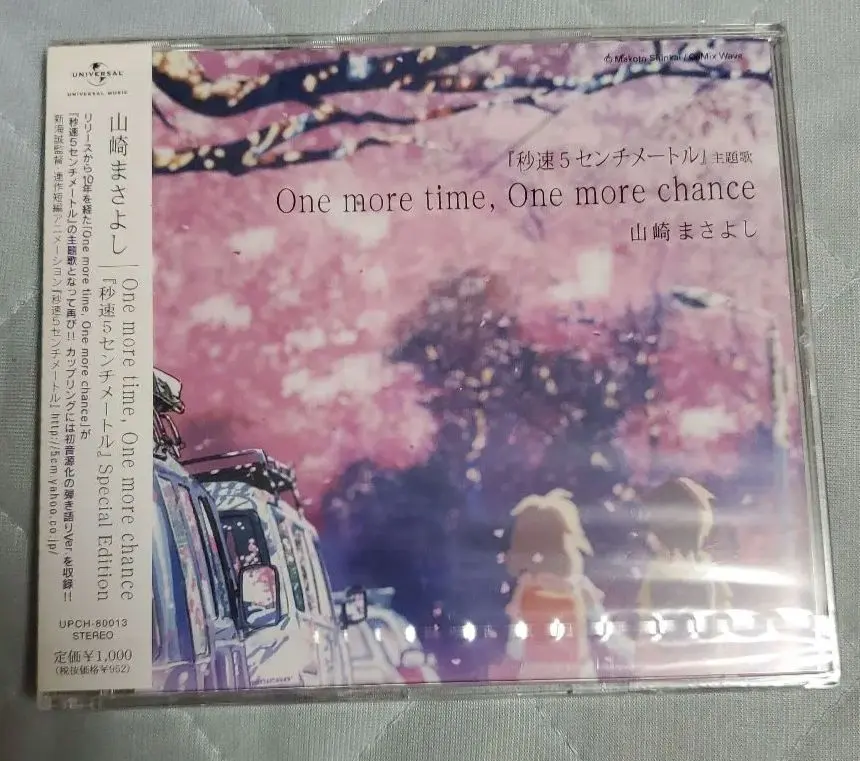 UNIVERSAL
UNIVERSAL MUSIC
山崎まさよし
One more time, One more chance
『秒速5センチメートル』Special Edition
リリースから10年を経た「One more time, One more chance」が
『秒速5センチメートル』の主題歌となって再び!! カップリングには初音源化の弾き語りVer.を収録!!
新海誠監督・連作短編アニメーション『秒速5センチメートル』http://5cm.yahoo.co.jp/
UPCH-80013
STEREO
定価¥1,000
(税抜価格¥952)
© Makoto Shinkai / CoMix Wave
『秒速5センチメートル』主題歌
One more time, One more chance
山崎まさよし